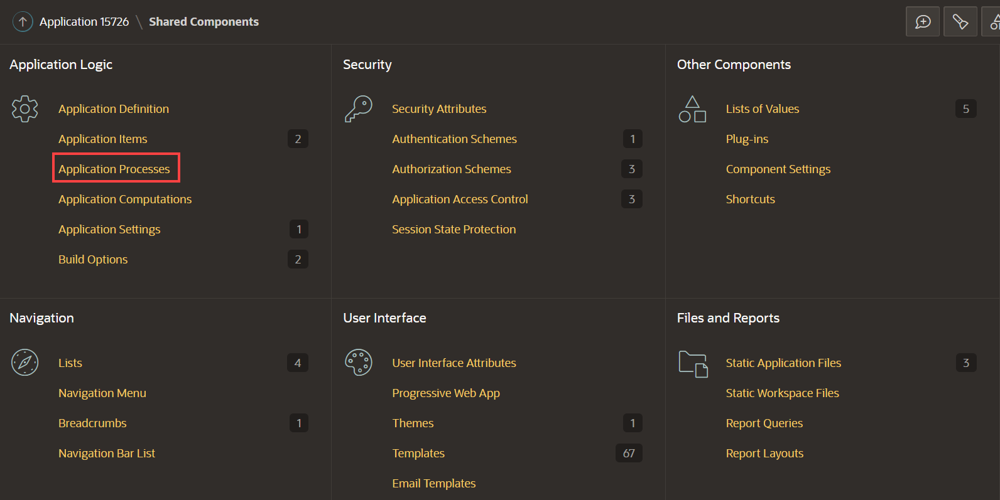 Application 15726 \ Shared Components
Application Logic
Application Definition
Application Items 2
Application Processes
Application Computations
Application Settings 1
Build Options 2
Security
Security Attributes
Authentication Schemes 1
Authorization Schemes 3
Application Access Control 3
Session State Protection
Other Components
Lists of Values 5
Plug-ins
Component Settings
Shortcuts
Navigation
Lists 4
Navigation Menu
Breadcrumbs 1
Navigation Bar List
User Interface
User Interface Attributes
Progressive Web App
Themes 1
Templates 67
Email Templates
Files and Reports
Static Application Files 3
Static Workspace Files
Report Queries
Report Layouts